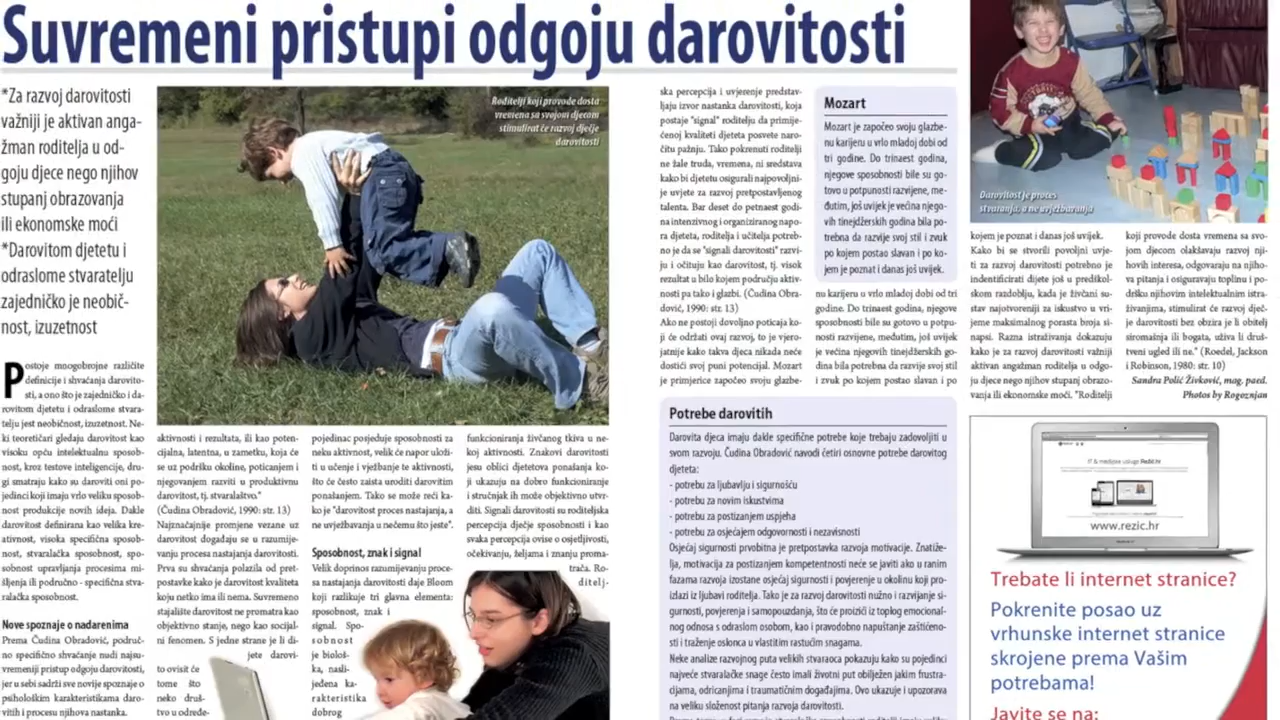 Suvremeni pristupi odgoju darovitosti
*Za razvoj darovitosti
važniji je aktivan anga-
žman roditelja u od-
goju djece nego njihov
stupanj obrazovanja
ili ekonomske moći
*Darovitom djetetu i
odraslome stvaratelju
zajedničko je neobič-
nost, izuzetnost
Roditelji koji provode dosta
vremena sa svojom djecom
stimulirat će razvoj dječje
darovitosti
Postoje mnogobrojne različite
definicije i shvaćanja darovito-
sti, a ono što je zajedničko i da-
rovitom djetetu i odraslome stvara-
telju jest neobičnost, izuzetnost. Ne-
ki teoretičari gledaju darovitost kao
visoku opću intelektualnu sposob-
nost, kroz testove inteligencije, dru-
gi smatraju kako su daroviti oni po-
jedinci koji imaju vrlo veliku sposob-
nost produkcije novih ideja. Dakle
darovitost definirana kao velika kre-
ativnost, visoka specifična sposob-
nost, stvaralačka sposobnost, spo-
sobnost upravljanja procesima mi-
šljenja ili područno - specifična stva-
ralačka sposobnost.
Nove spoznaje o nadarenima
Prema Čudina Obradović, područ-
no specifično shvaćanje nudi najsu-
vremeniji pristup odgoju darovitosti,
jer u sebi sadrži sve novije spoznaje o
psihološkim karakteristikama daro-
vitih i procesu njihova nastanka.
aktivnosti i rezultata, ili kao poten-
cijalna, latentna, u zametku, koja će
se uz podršku okoline, poticanjem i
njegovanjem razviti u produktivnu
darovitost, tj. stvaralaštvo."
(Čudina Obradović, 1990: str. 13)
Najznačajnije promjene vezane uz
darovitost događaju se u razumije-
vanju procesa nastajanja darovitosti.
Prva su shvaćanja polazila od pret-
postavke kako je darovitost kvaliteta
koju netko ima ili nema. Suvremeno
stajalište darovitost ne promatra kao
objektivno stanje, nego kao socijal-
ni fenomen. S jedne strane je li di-
jete darovi-
to ovisit će
tome što
neko druš-
tvo u određe-
pojedinac posjeduje sposobnosti za
neku aktivnost, velik će napor uloži-
ti u učenje i vježbanje te aktivnosti,
što će često zaista uroditi darovitim
ponašanjem. Tako se može reći ka-
ko je "darovitost proces nastajanja, a
ne uvježbavanja u nečemu što jeste".
Sposobnost, znak i signal
Velik doprinos razumijevanju proce-
sa nastajanja darovitosti daje Bloom
koji razlikuje tri glavna elementa:
sposobnost, znak i
signal. Spo-
sobnost
je biološ-
ka, nasli-
jeđena ka-
rakteristika
dobrog
funkcioniranja živčanog tkiva u ne-
koj aktivnosti. Znakovi darovitosti
jesu oblici djetetova ponašanja ko-
ji ukazuju na dobro funkcioniranje
i stručnjak ih može objektivno utvr-
diti. Signali darovitosti su roditeljska
percepcija dječje sposobnosti i kao
svaka percepcija ovise o osjetljivosti,
očekivanju, željama i znanju proma-
trača. Ro-
ditelj-
ska percepcija i uvjerenje predstav-
ljaju izvor nastanka darovitosti, koja
postaje "signal" roditelju da primije-
ćenoj kvaliteti djeteta posvete naro-
čitu pažnju. Tako pokrenuti roditelji
ne žale truda, vremena, ni sredstava
kako bi djetetu osigurali najpovoljni-
je uvjete za razvoj pretpostavljenog
talenta. Bar deset do petnaest godi-
na intenzivnog i organiziranog napo-
ra djeteta, roditelja i učitelja potreb-
no je da se "signali darovitosti" razvi-
ju i očituju kao darovitost, tj. visok
rezultat u bilo kojem području aktiv-
nosti pa tako i glazbi. (Čudina Obra-
dović, 1990: str. 13)
Ako ne postoji dovoljno poticaja ko-
ji će održati ovaj razvoj, to je vjero-
jatnije kako takva djeca nikada neće
dostići svoj puni potencijal. Mozart
je primjerice započeo svoju glazbe-
Mozart
Mozart je započeo svoju glazbe-
nu karijeru u vrlo mladoj dobi od
tri godine. Do trinaest godina,
njegove sposobnosti bile su go-
tovo u potpunosti razvijene, me-
đutim, još uvijek je većina njego-
vih tinejdžerskih godina bila po-
trebna da razvije svoj stil i zvuk
po kojem postao slavan i po ko-
jem je poznat i danas još uvijek.
nu karijeru u vrlo mladoj dobi od tri
godine. Do trinaest godina, njegove
sposobnosti bile su gotovo u potpu-
nosti razvijene, međutim, još uvijek
je većina njegovih tinejdžerskih go-
dina bila potrebna da razvije svoj stil
i zvuk po kojem postao slavan i po
Potrebe darovitih
Darovita djeca imaju dakle specifične potrebe koje trebaju zadovoljiti u
svom razvoju. Čudina Obradović navodi četiri osnovne potrebe darovitog
djeteta:
- potrebu za ljubavlju i sigurnošću
- potrebu za novim iskustvima
- potrebu za postizanjem uspjeha
- potrebu za osjećajem odgovornosti i nezavisnosti
Osjećaj sigurnosti prvobitna je pretpostavka razvoja motivacije. Znatiže-
lja, motivacija za postizanjem kompetentnosti neće se javiti ako u ranim
fazama razvoja izostane osjećaj sigurnosti i povjerenje u okolinu koji pro-
izlazi iz ljubavi roditelja. Tako je za razvoj darovitosti nužno i razvijanje si-
gurnosti, povjerenja i samopouzdanja, što će proizići iz toplog emocional-
nog odnosa s odraslom osobom, kao i pravodobno napuštanje zaštićeno-
sti i traženje oslonca u vlastitim rastućim snagama.
Neke analize razvojnog puta velikih stvaraoca pokazuju kako su pojedinci
najveće stvaralačke snage često imali životni put obilježen jakim frustra-
cijama, odricanjima i traumatičnim događajima. Ovo ukazuje i upozorava
na veliku složenost pitanja razvoja darovitosti.
Darovitost je proces
stvaranja, a ne uvježbavanja
kojem je poznat i danas još uvijek.
Kako bi se stvorili povoljni uvje-
ti za razvoj darovitosti potrebno je
indentificirati dijete još u predškol-
skom razdoblju, kada je živčani su-
stav najotvoreniji za iskustvo u vri-
jeme maksimalnog porasta broja si-
napsi. Razna istraživanja dokazuju
kako je za razvoj darovitosti važniji
aktivan angažman roditelja u odgo-
ju djece nego njihov stupanj obrazo-
vanja ili ekonomske moći. "Roditelji
koji provode dosta vremena sa svo-
jom djecom olakšavaju razvoj nji-
hovih interesa, odgovaraju na njiho-
va pitanja i osiguravaju toplinu i po-
dršku njihovim intelektualnim istra-
živanjima, stimulirat će razvoj dječ-
je darovitosti bez obzira je li obitelj
siromašna ili bogata, uživa li druš-
tveni ugled ili ne." (Roedel, Jackson
i Robinson, 1980: str. 10)
Sandra Polić Živković, mag. paed.
Photos by Rogoznjan
IT & medijske usluge Rezic.hr
www.rezic.hr
Trebate li internet stranice?
Pokrenite posao uz
vrhunske internet stranice
skrojene prema Vašim
potrebama!
Javite se na: